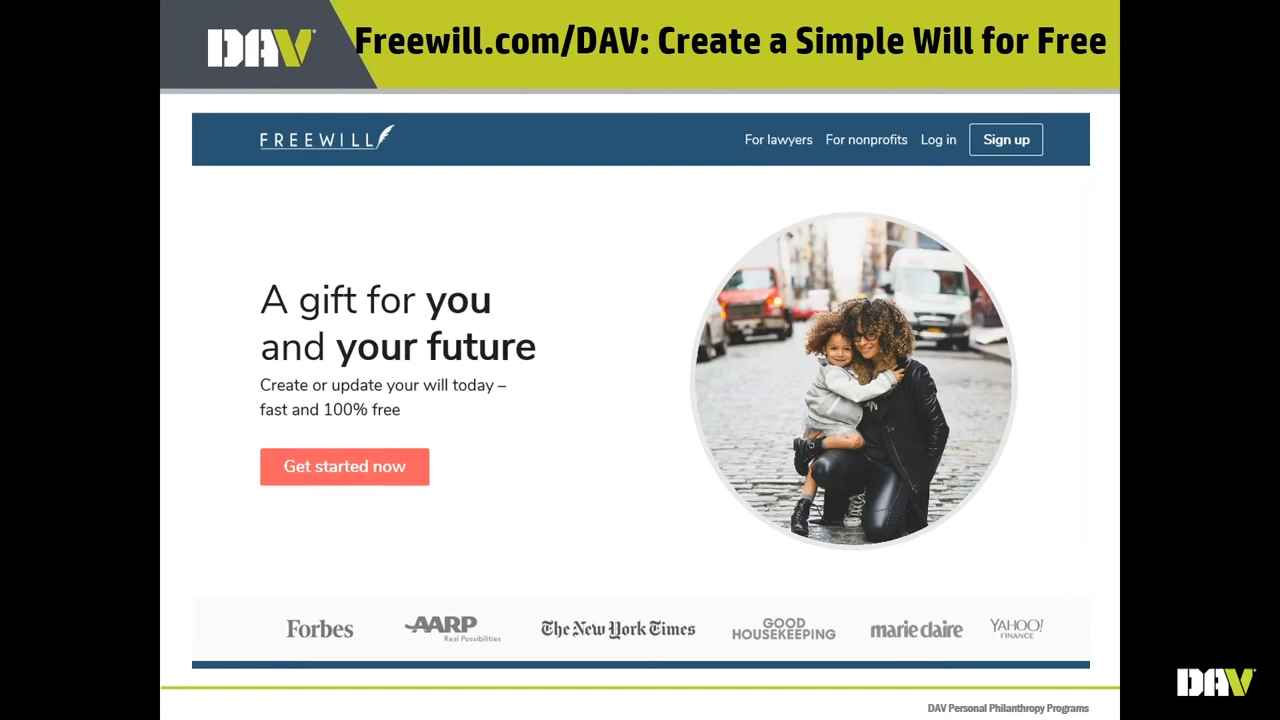 DAV
Freewill.com/DAV: Create a Simple Will for Free
FREEWILL
For lawyers For nonprofits Log in Sign up
A gift for you
and your future
Create or update your will today –
fast and 100% free
Get started now
Forbes AARP The New York Times GOOD HOUSEKEEPING marie claire YAHOO! FINANCE
Real Possibilities
DAV
DAV Personal Philanthropy Programs